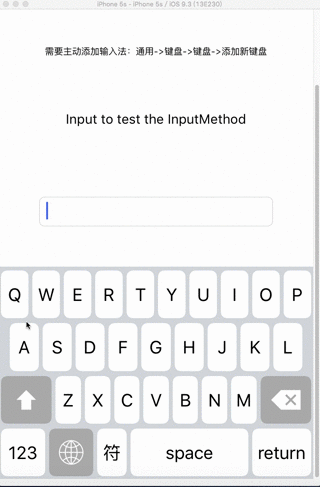 iPhone 6s - iPhone 6s / iOS 9.3 (13E230)
需要主动添加输入法：通用->键盘->键盘->添加新键盘
Input to test the InputMethod
Q W E R T Y U I O P
A S D F G H J K L
Z X C V B N M
123 符 space return